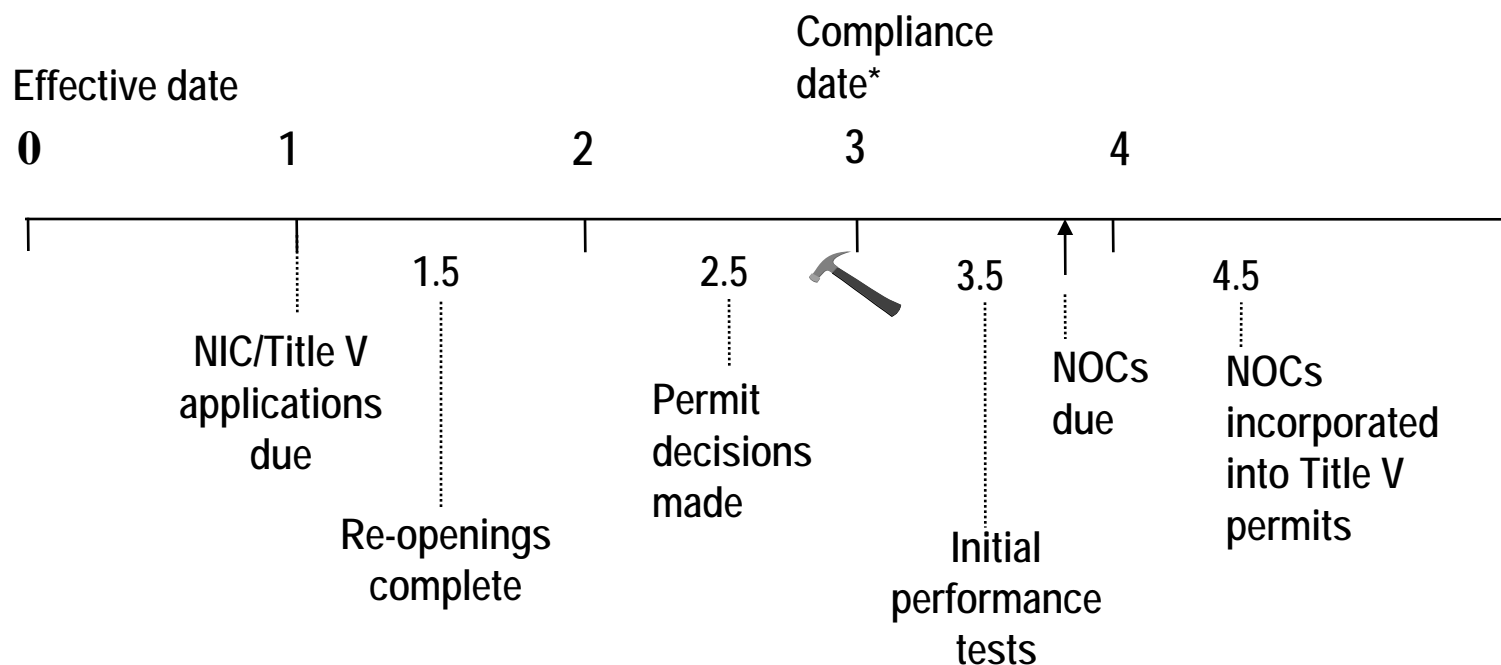 Compliance
date*
Effective date
0
1
2
3
4
1.5
2.5
3.5
4.5
NIC/Title V
applications
due
Re-openings
complete
Permit
decisions
made
Initial
performance
tests
NOCs
due
NOCs
incorporated
into Title V
permits